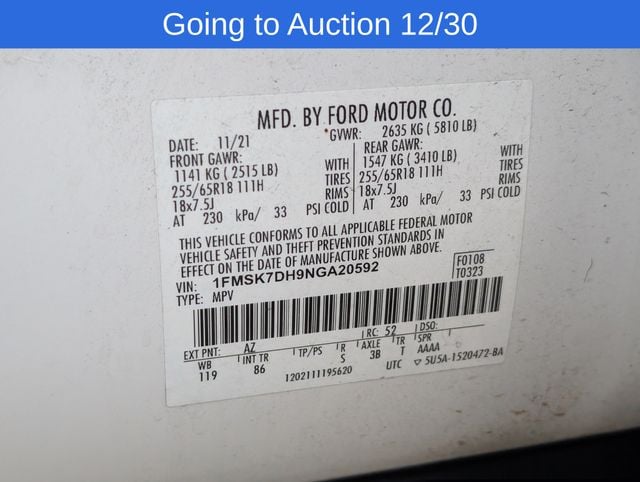 Going to Auction 12/30
MFD. BY FORD MOTOR CO.
DATE: 11/21 GVWR: 2635 KG ( 5810 LB)
FRONT GAWR: REAR GAWR:
1141 KG ( 2515 LB) WITH 1547 KG ( 3410 LB) WITH
255/65R18 111H TIRES 255/65R18 111H TIRES
18x7.5J RIMS 18x7.5J RIMS
AT 230 kPa/ 33 PSI COLD AT 230 kPa/ 33 PSI COLD
THIS VEHICLE CONFORMS TO ALL APPLICABLE FEDERAL MOTOR
VEHICLE SAFETY AND THEFT PREVENTION STANDARDS IN
EFFECT ON THE DATE OF MANUFACTURE SHOWN ABOVE.
VIN: 1FMSK7DH9NGA20592 F0108
TYPE: MPV T0323
EXT PNT: AZ RC: 52 DSO:
WB INT TR TP/PS R AXLE TR SPR
119 86 S 3B T AAAA
1202111195620 UTC ▽ 5U5A-1520472-BA